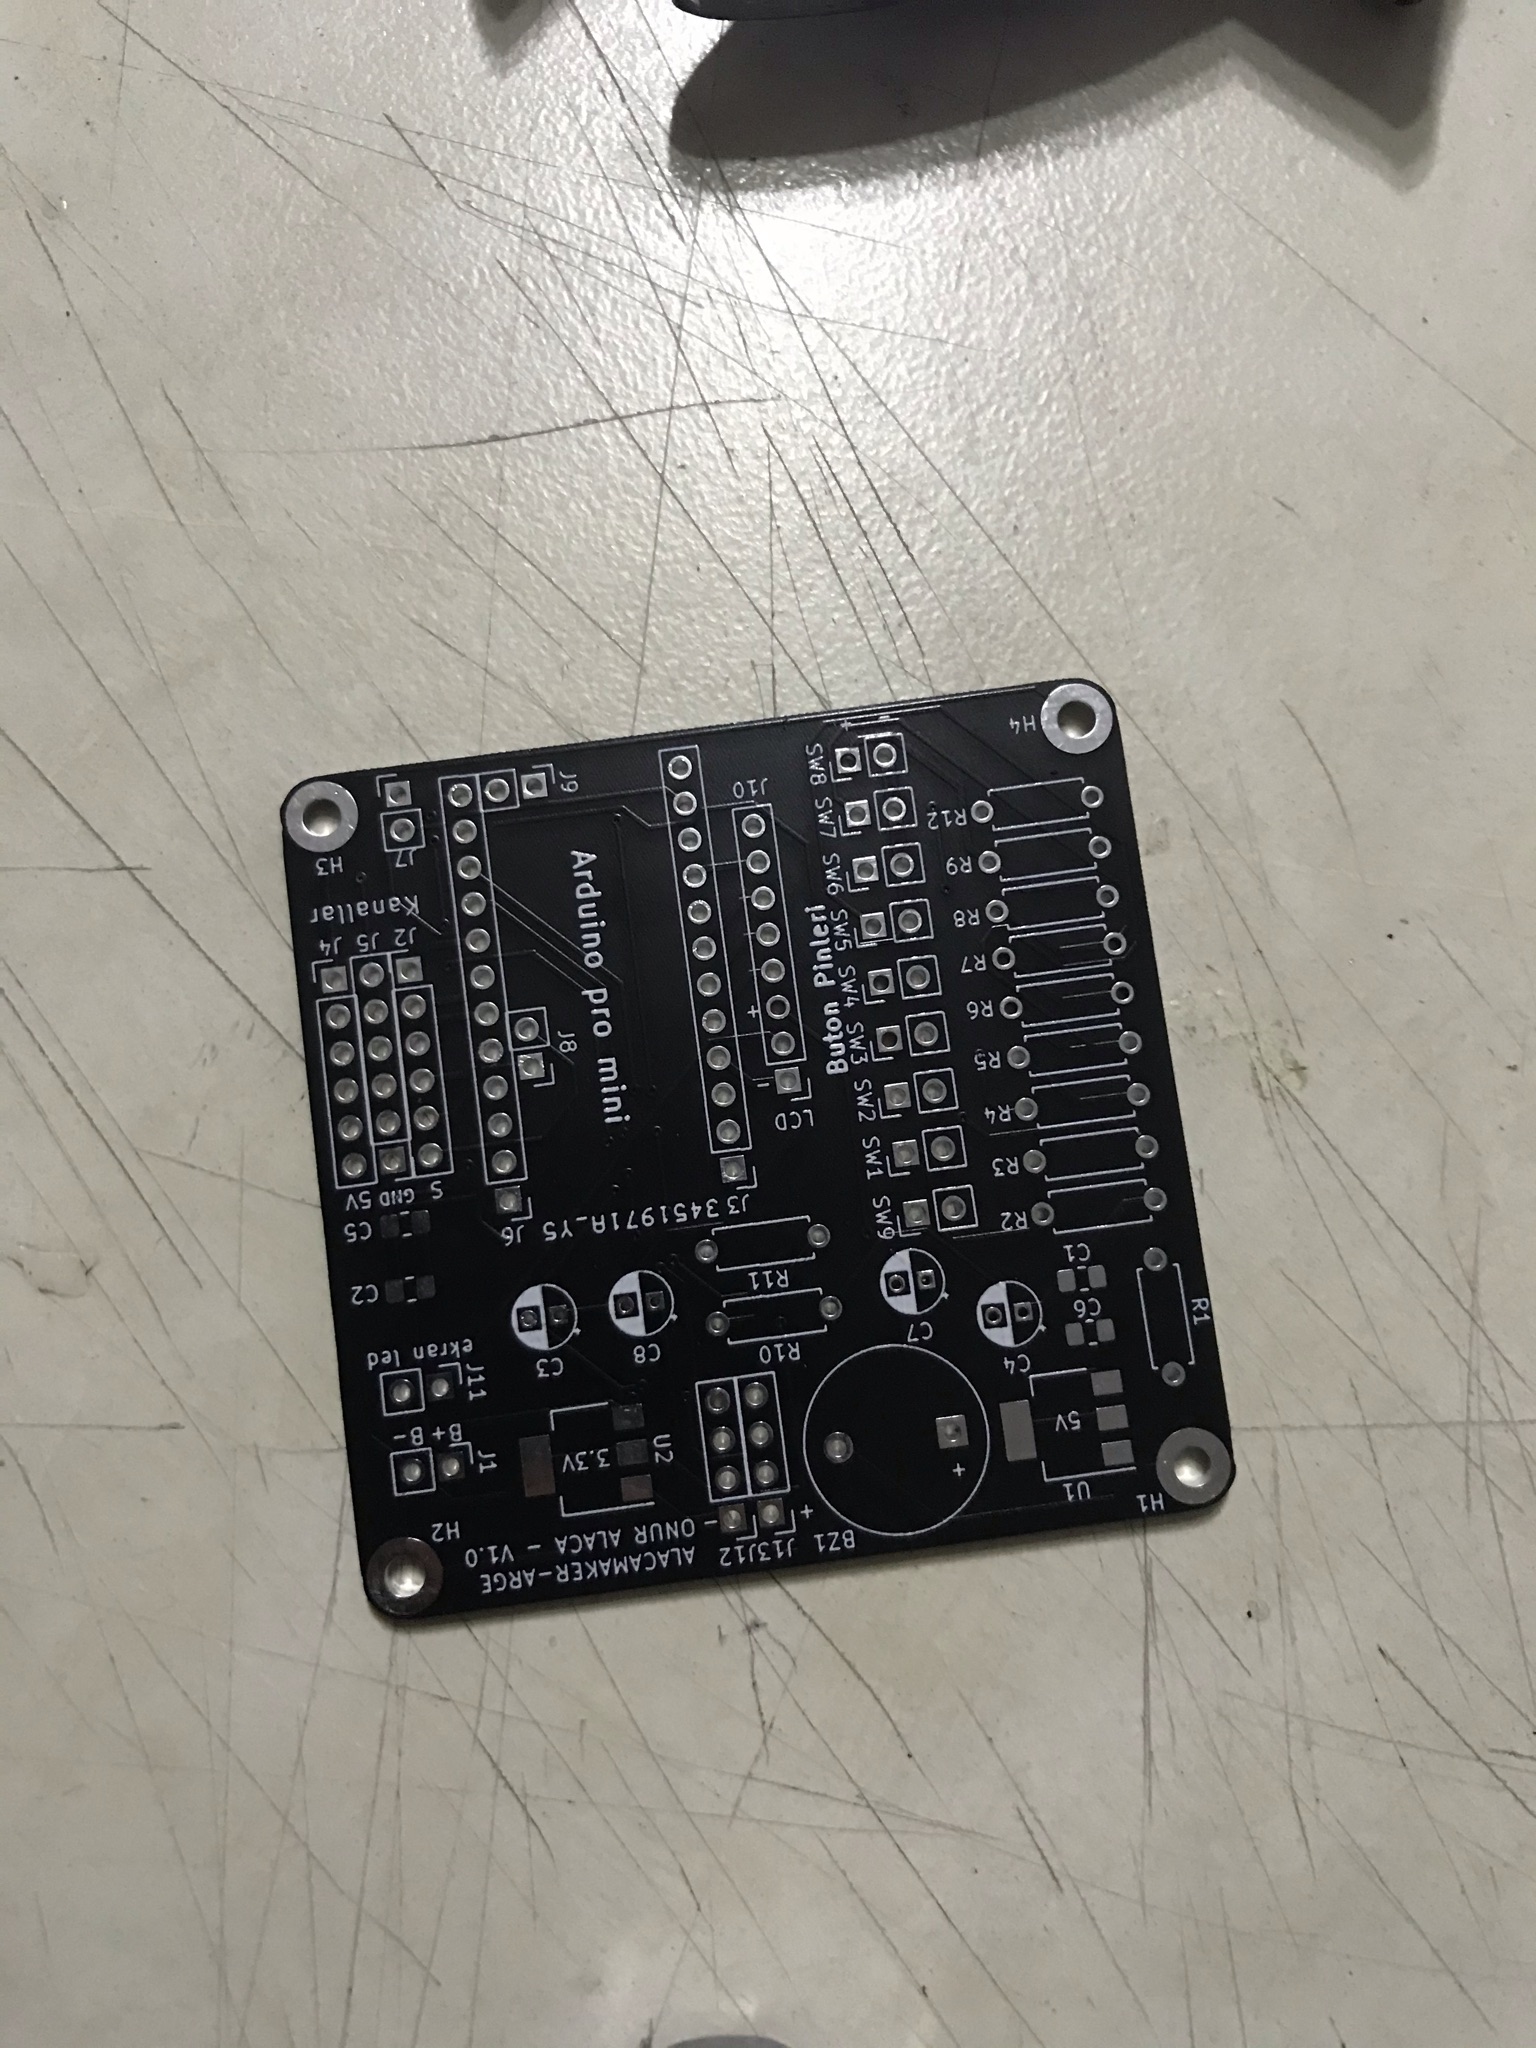 H4
SW8
SW7
SW6
SW5
SW4
SW3
SW2
SW1
SW9
R12
R9
R8
R7
R6
R5
R4
R3
R2
R1
Buton Pinleri
+ -
J10
+
-
LCD
J9
J7
H3
Kanallar
J4
J5
J2
5V
GND
S
J8
Arduino pro mini
J6
J3
3451971A_Y5
C5
C2
R11
R10
C3
C8
C7
C4
C1
C6
ekran led
J11
B+
B-
J1
3.3V
U2
5V
U1
BZ1
+
H1
H2
J13
J12
+
-
ALACAMAKER-ARGE
ONUR ALACA - V1.0